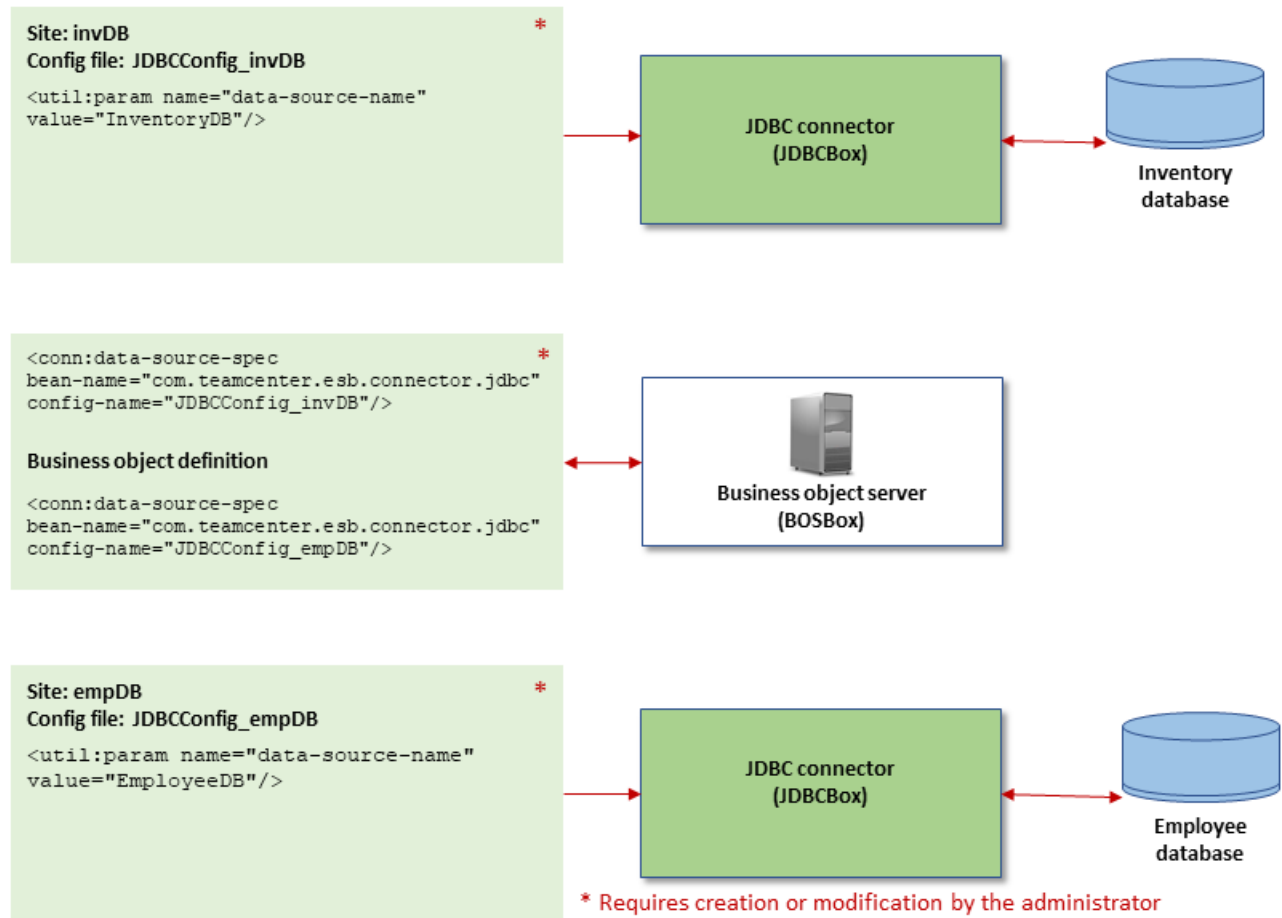 Site: invDB *
Config file: JDBCConfig_invDB
<util:param name="data-source-name"
value="InventoryDB"/>
JDBC connector
(JDBCBox)
Inventory
database
<conn:data-source-spec *
bean-name="com.teamcenter.esb.connector.jdbc"
config-name="JDBCConfig_invDB"/>
Business object definition
<conn:data-source-spec
bean-name="com.teamcenter.esb.connector.jdbc"
config-name="JDBCConfig_empDB"/>
Business object server
(BOSBox)
Site: empDB *
Config file: JDBCConfig_empDB
<util:param name="data-source-name"
value="EmployeeDB"/>
JDBC connector
(JDBCBox)
Employee
database
* Requires creation or modification by the administrator